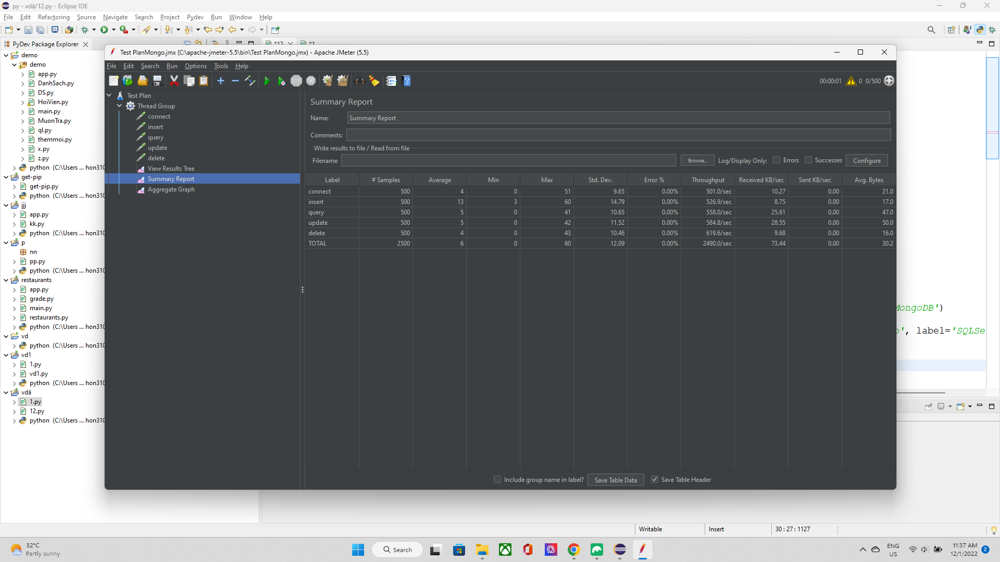 py - vdâ/12.py - Eclipse IDE
File Edit Refactoring Source Navigate Search Project Pydev Run Window Help
PyDev Package Explorer
*12
*1
demo
demo
app.py
DanhSach.py
DS.py
HoiVien.py
main.py
MuonTra.py
ql.py
themmoi.py
x.py
z.py
python (C:\Users ... hon310
get-pip
get-pip.py
python (C:\Users ... hon310
jjj
app.py
kk.py
python (C:\Users ... hon310
p
nn
pp.py
python (C:\Users ... hon310
restaurants
app.py
grade.py
main.py
restaurants.py
python (C:\Users ... hon310
vd
python (C:\Users ... hon310
vd1
1.py
vd1.py
python (C:\Users ... hon310
vdâ
1.py
12.py
python (C:\Users ... hon310
Test PlanMongo.jmx (C:\apache-jmeter-5.5\bin\Test PlanMongo.jmx) - Apache JMeter (5.5)
File Edit Search Run Options Tools Help
STOP
00:00:01 0 0/500
Test Plan
Thread Group
connect
insert
query
update
delete
View Results Tree
Summary Report
Aggregate Graph
Summary Report
Name: Summary Report
Comments:
Write results to file / Read from file
Filename Browse... Log/Display Only: Errors Successes Configure
Label # Samples Average Min Max Std. Dev. Error % Throughput Received KB/sec Sent KB/sec Avg. Bytes
connect 500 4 0 51 9.65 0.00% 501.0/sec 10.27 0.00 21.0
insert 500 13 3 60 14.79 0.00% 526.9/sec 8.75 0.00 17.0
query 500 5 0 41 10.65 0.00% 558.0/sec 25.61 0.00 47.0
update 500 5 0 42 11.52 0.00% 584.8/sec 28.55 0.00 50.0
delete 500 4 0 43 10.46 0.00% 619.6/sec 9.68 0.00 16.0
TOTAL 2500 6 0 60 12.09 0.00% 2490.0/sec 73.44 0.00 30.2
Include group name in label? Save Table Data Save Table Header
MongoDB')
', label='SQLSe
Writable Insert 30 : 27 : 1127
32°C
Partly sunny
Search
ENG
US
11:37 AM
12/1/2022
2